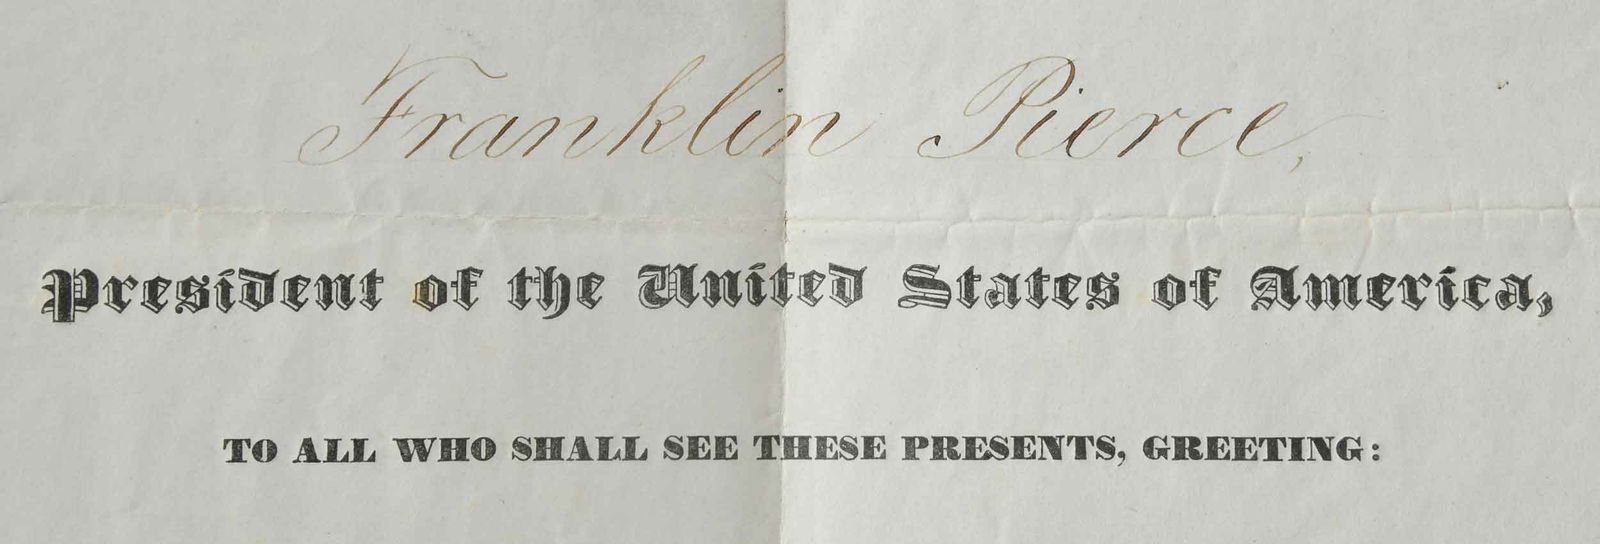 Franklin Pierce,
President of the United States of America,
TO ALL WHO SHALL SEE THESE PRESENTS, GREETING: